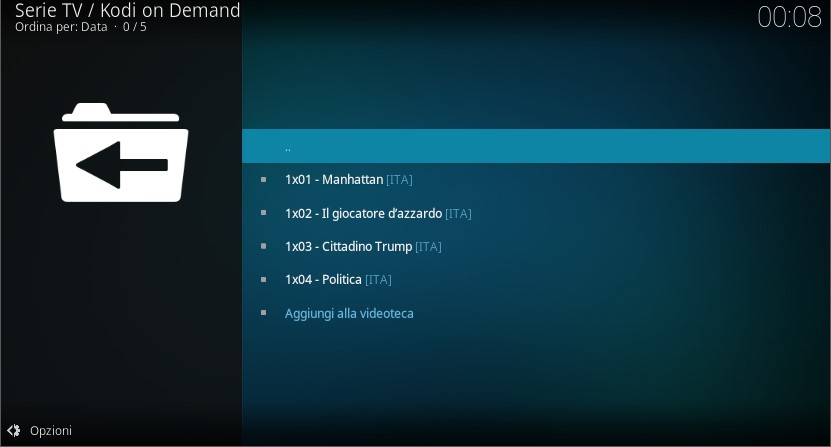 Serie TV / Kodi on Demand
Ordina per: Data · 0 / 5
00:08
..
1x01 - Manhattan [ITA]
1x02 - Il giocatore d'azzardo [ITA]
1x03 - Cittadino Trump [ITA]
1x04 - Politica [ITA]
Aggiungi alla videoteca
Opzioni